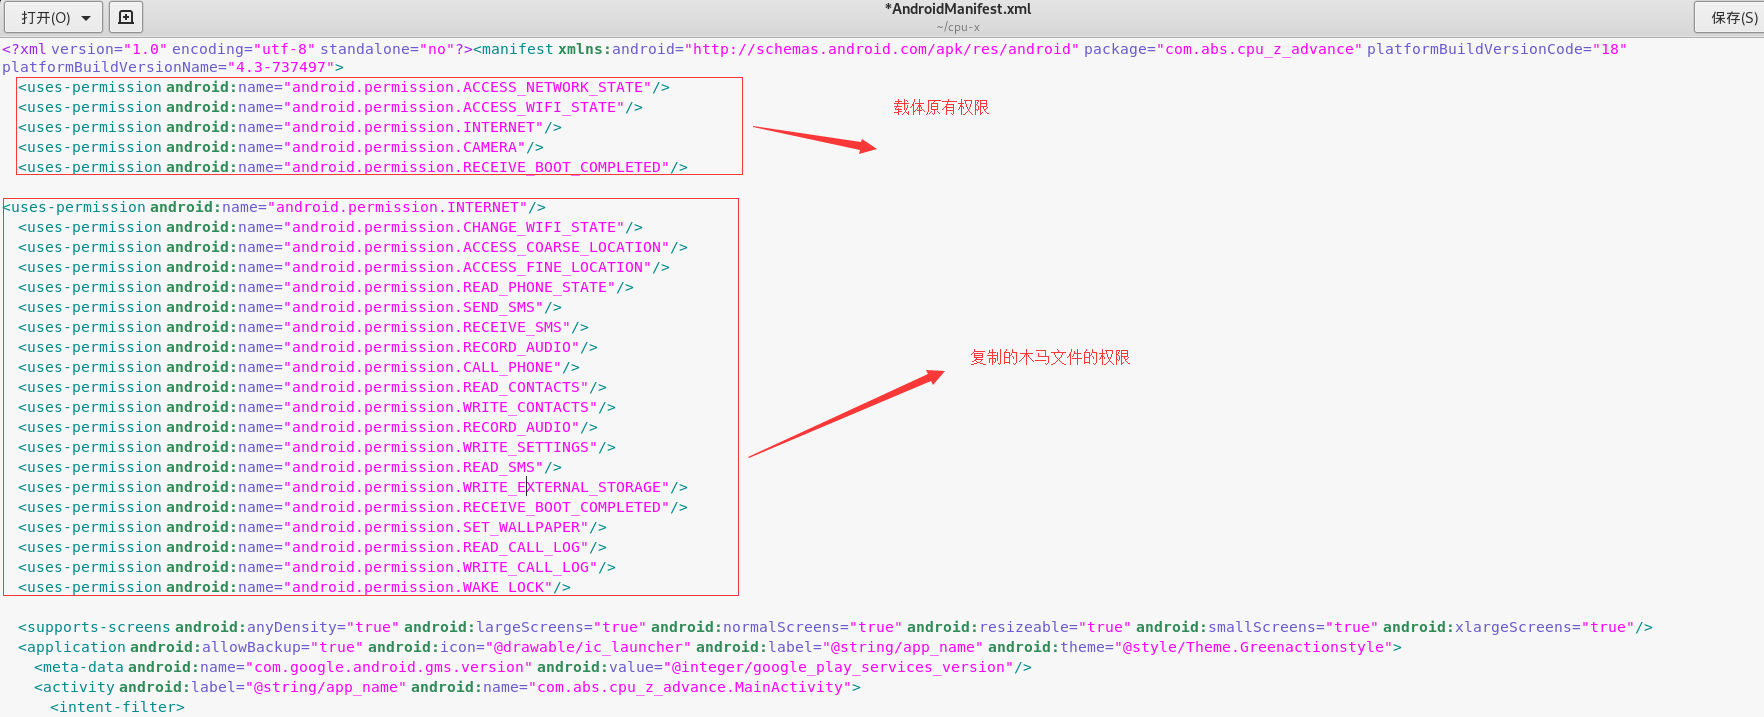 打开(O)
*AndroidManifest.xml
~/cpu-x
保存(S)
<?xml version="1.0" encoding="utf-8" standalone="no"?><manifest xmlns:android="http://schemas.android.com/apk/res/android" package="com.abs.cpu_z_advance" platformBuildVersionCode="18"
platformBuildVersionName="4.3-737497">
<uses-permission android:name="android.permission.ACCESS_NETWORK_STATE"/>
<uses-permission android:name="android.permission.ACCESS_WIFI_STATE"/>
载体原有权限
<uses-permission android:name="android.permission.INTERNET"/>
<uses-permission android:name="android.permission.CAMERA"/>
<uses-permission android:name="android.permission.RECEIVE_BOOT_COMPLETED"/>
<uses-permission android:name="android.permission.INTERNET"/>
<uses-permission android:name="android.permission.CHANGE_WIFI_STATE"/>
<uses-permission android:name="android.permission.ACCESS_COARSE_LOCATION"/>
<uses-permission android:name="android.permission.ACCESS_FINE_LOCATION"/>
<uses-permission android:name="android.permission.READ_PHONE_STATE"/>
<uses-permission android:name="android.permission.SEND_SMS"/>
<uses-permission android:name="android.permission.RECEIVE_SMS"/>
<uses-permission android:name="android.permission.RECORD_AUDIO"/>
复制的木马文件的权限
<uses-permission android:name="android.permission.CALL_PHONE"/>
<uses-permission android:name="android.permission.READ_CONTACTS"/>
<uses-permission android:name="android.permission.WRITE_CONTACTS"/>
<uses-permission android:name="android.permission.RECORD_AUDIO"/>
<uses-permission android:name="android.permission.WRITE_SETTINGS"/>
<uses-permission android:name="android.permission.READ_SMS"/>
<uses-permission android:name="android.permission.WRITE_EXTERNAL_STORAGE"/>
<uses-permission android:name="android.permission.RECEIVE_BOOT_COMPLETED"/>
<uses-permission android:name="android.permission.SET_WALLPAPER"/>
<uses-permission android:name="android.permission.READ_CALL_LOG"/>
<uses-permission android:name="android.permission.WRITE_CALL_LOG"/>
<uses-permission android:name="android.permission.WAKE_LOCK"/>
<supports-screens android:anyDensity="true" android:largeScreens="true" android:normalScreens="true" android:resizeable="true" android:smallScreens="true" android:xlargeScreens="true"/>
<application android:allowBackup="true" android:icon="@drawable/ic_launcher" android:label="@string/app_name" android:theme="@style/Theme.Greenactionstyle">
<meta-data android:name="com.google.android.gms.version" android:value="@integer/google_play_services_version"/>
<activity android:label="@string/app_name" android:name="com.abs.cpu_z_advance.MainActivity">
<intent-filter>